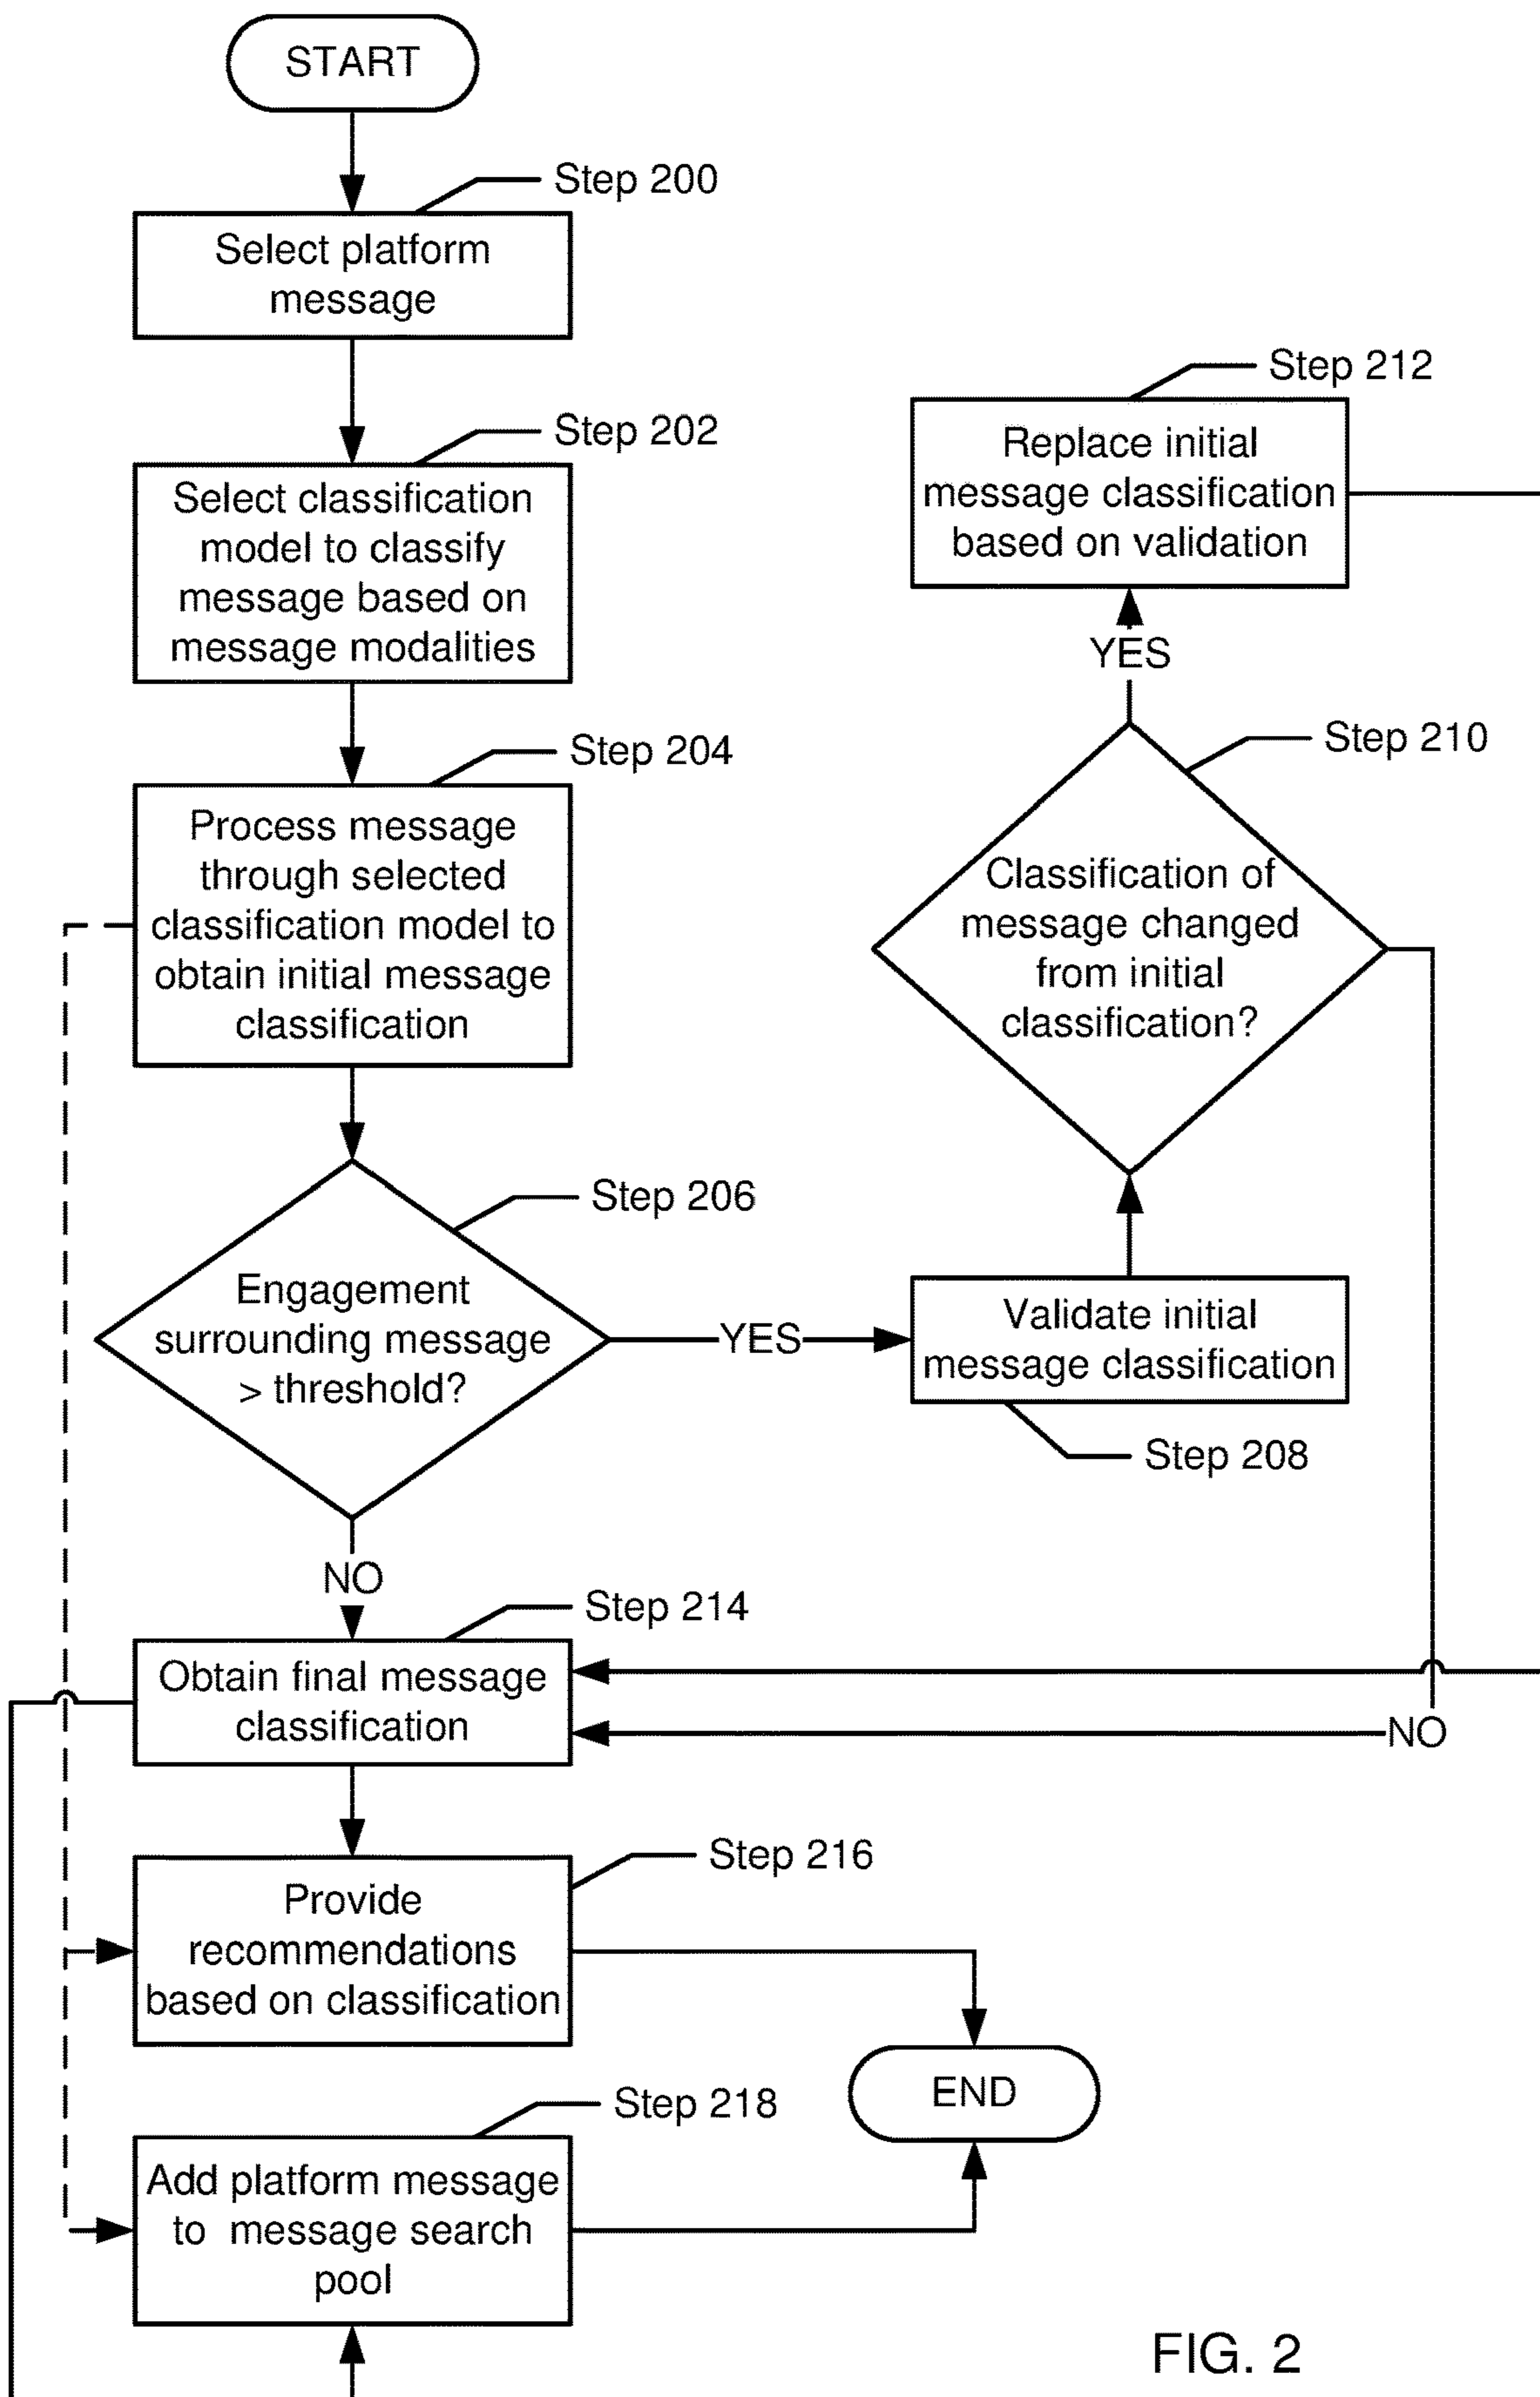 START
Step 200
Select platform
message
Step 202
Select classification
model to classify
message based on
message modalities
Step 204
Process message
through selected
classification model to
obtain initial message
classification
Step 206
Engagement
surrounding message
> threshold?
YES
NO
Validate initial
message classification
Step 208
Step 210
Classification of
message changed
from initial
classification?
YES
NO
Step 212
Replace initial
message classification
based on validation
Step 214
Obtain final message
classification
Step 216
Provide
recommendations
based on classification
Step 218
Add platform message
to message search
pool
END
FIG. 2